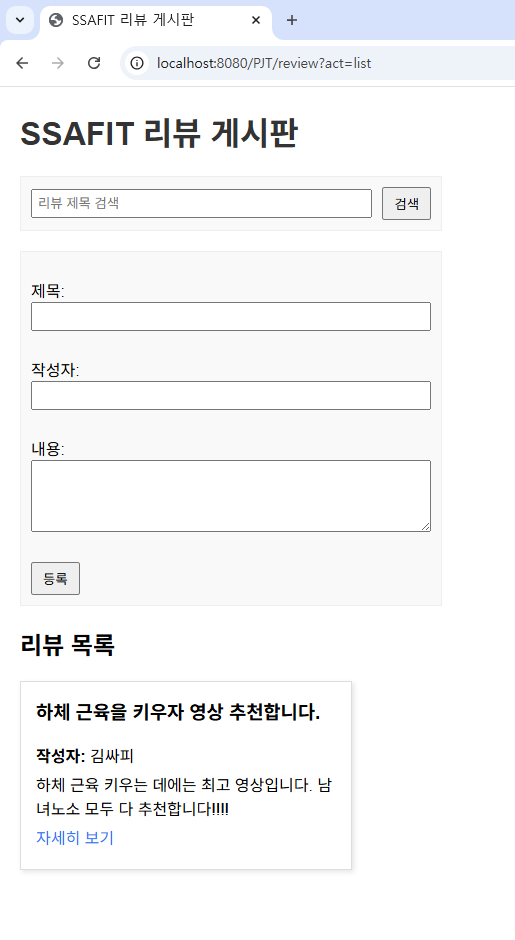 SSAFIT 리뷰 게시판
localhost:8080/PJT/review?act=list
SSAFIT 리뷰 게시판
리뷰 제목 검색
검색
제목:
작성자:
내용:
등록
리뷰 목록
하체 근육을 키우자 영상 추천합니다.
작성자: 김싸피
하체 근육 키우는 데에는 최고 영상입니다. 남
녀노소 모두 다 추천합니다!!!!
자세히 보기